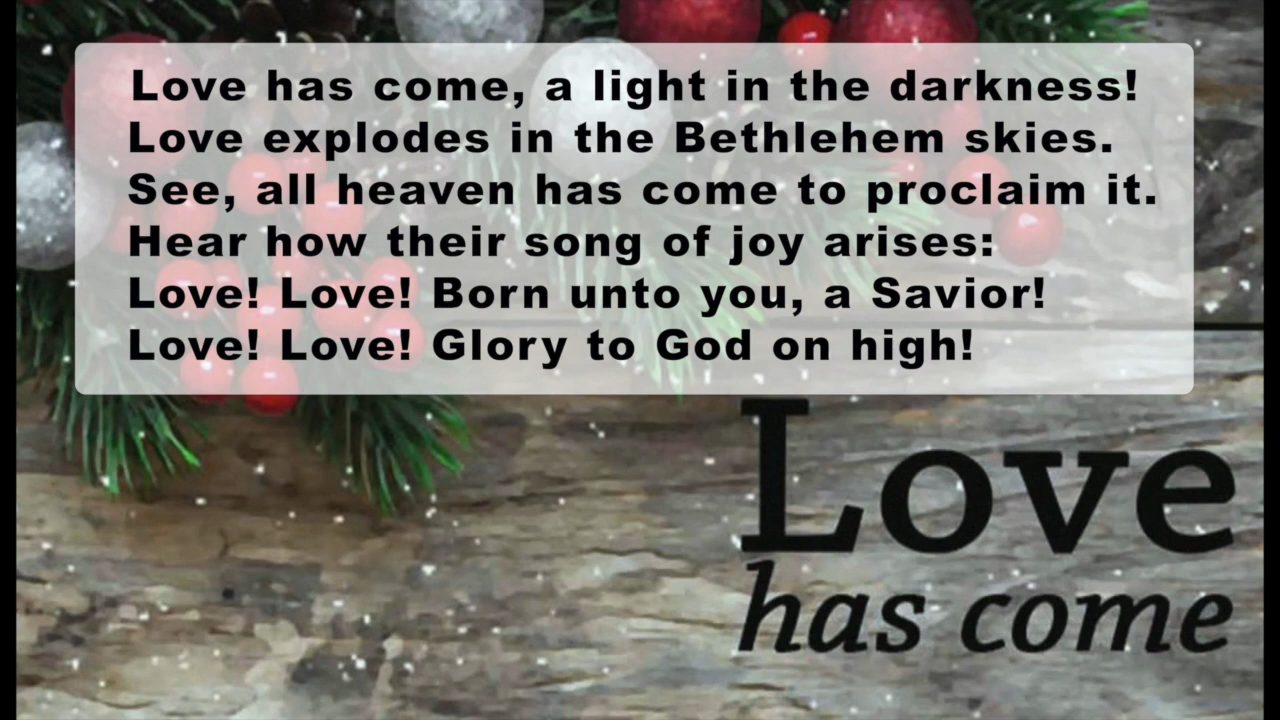 Love has come, a light in the darkness!
Love explodes in the Bethlehem skies.
See, all heaven has come to proclaim it.
Hear how their song of joy arises:
Love! Love! Born unto you, a Savior!
Love! Love! Glory to God on high!
Love
has come